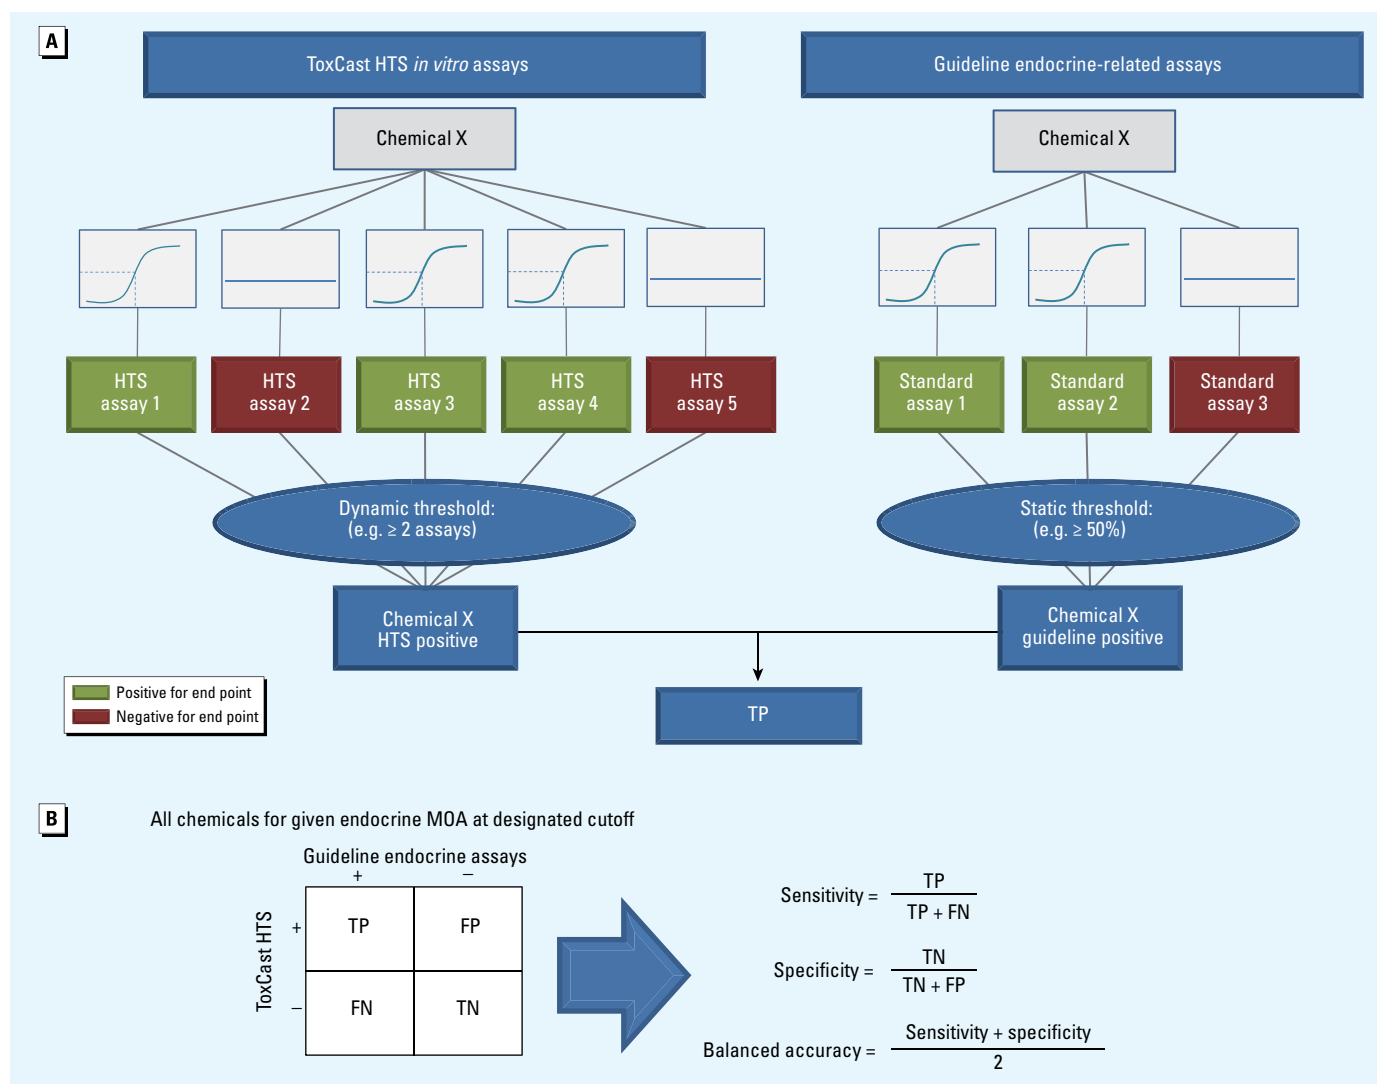 A
ToxCast HTS in vitro assays
Guideline endocrine-related assays
Chemical X
Chemical X
HTS
assay 1
HTS
assay 2
HTS
assay 3
HTS
assay 4
HTS
assay 5
Standard
assay 1
Standard
assay 2
Standard
assay 3
Dynamic threshold:
(e.g. ≥ 2 assays)
Static threshold:
(e.g. ≥ 50%)
Chemical X
HTS positive
Chemical X
guideline positive
Positive for end point
Negative for end point
TP
B
All chemicals for given endocrine MOA at designated cutoff
Guideline endocrine assays
+ –
ToxCast HTS
+ TP FP
– FN TN
Sensitivity = TP
TP + FN
Specificity = TN
TN + FP
Balanced accuracy = Sensitivity + specificity
2